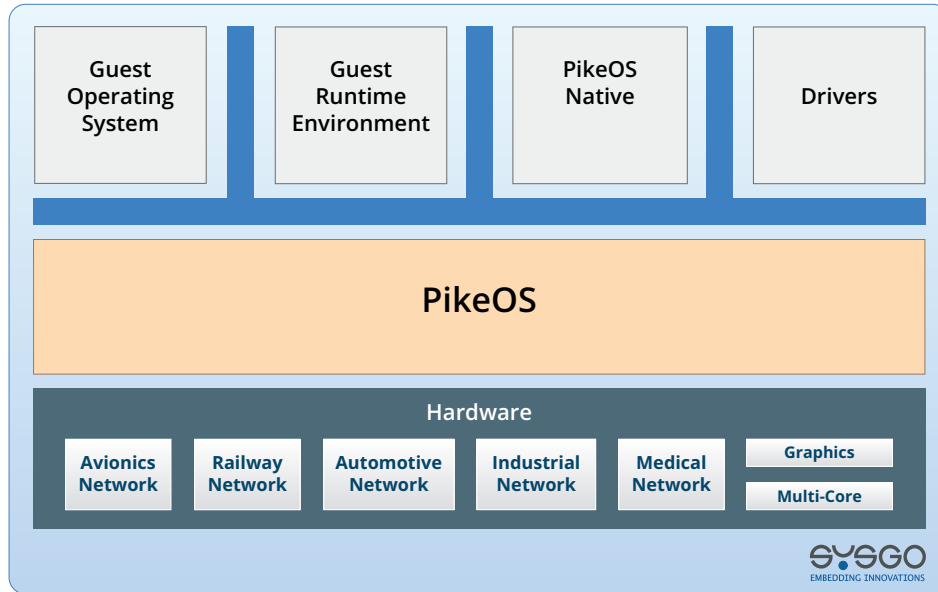 Guest
Operating
System
Guest
Runtime
Environment
PikeOS
Native
Drivers
PikeOS
Hardware
Avionics
Network
Railway
Network
Automotive
Network
Industrial
Network
Medical
Network
Graphics
Multi-Core
SYSGO
EMBEDDING INNOVATIONS